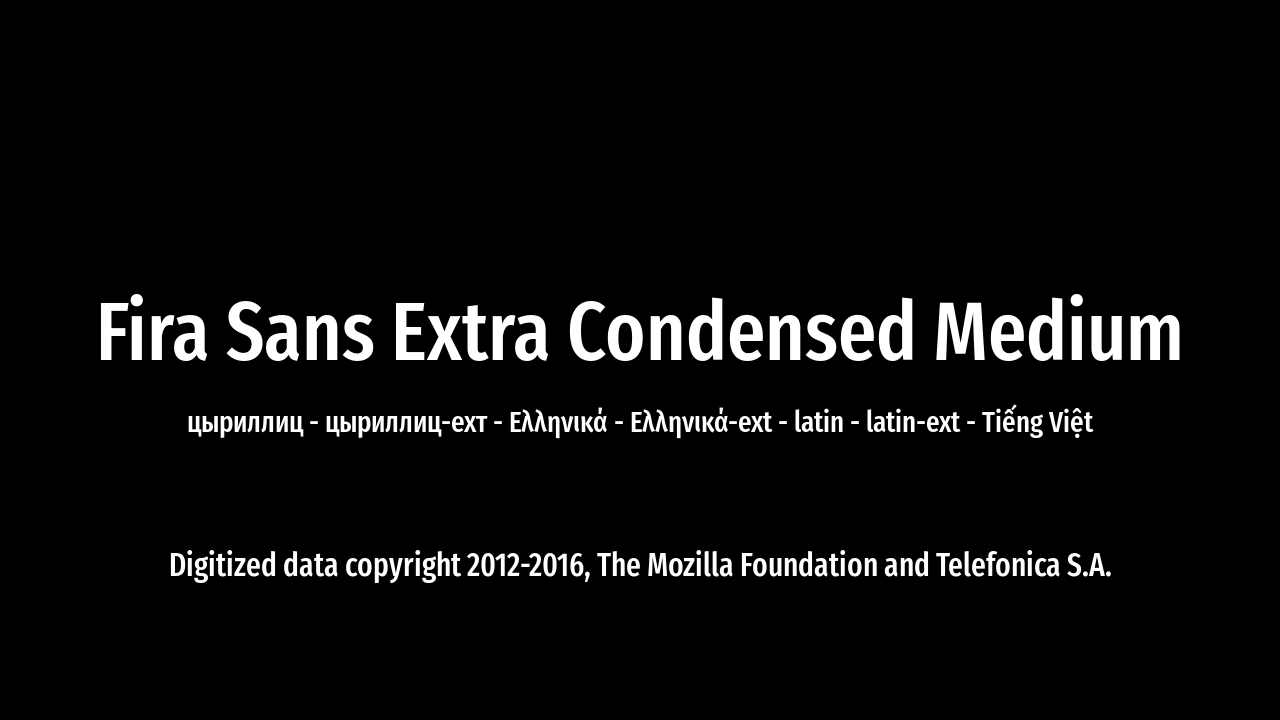 Fira Sans Extra Condensed Medium
цыриллиц - цыриллиц-ехт - Ελληνικά - Ελληνικά-ext - latin - latin-ext - Tiếng Việt
Digitized data copyright 2012-2016, The Mozilla Foundation and Telefonica S.A.